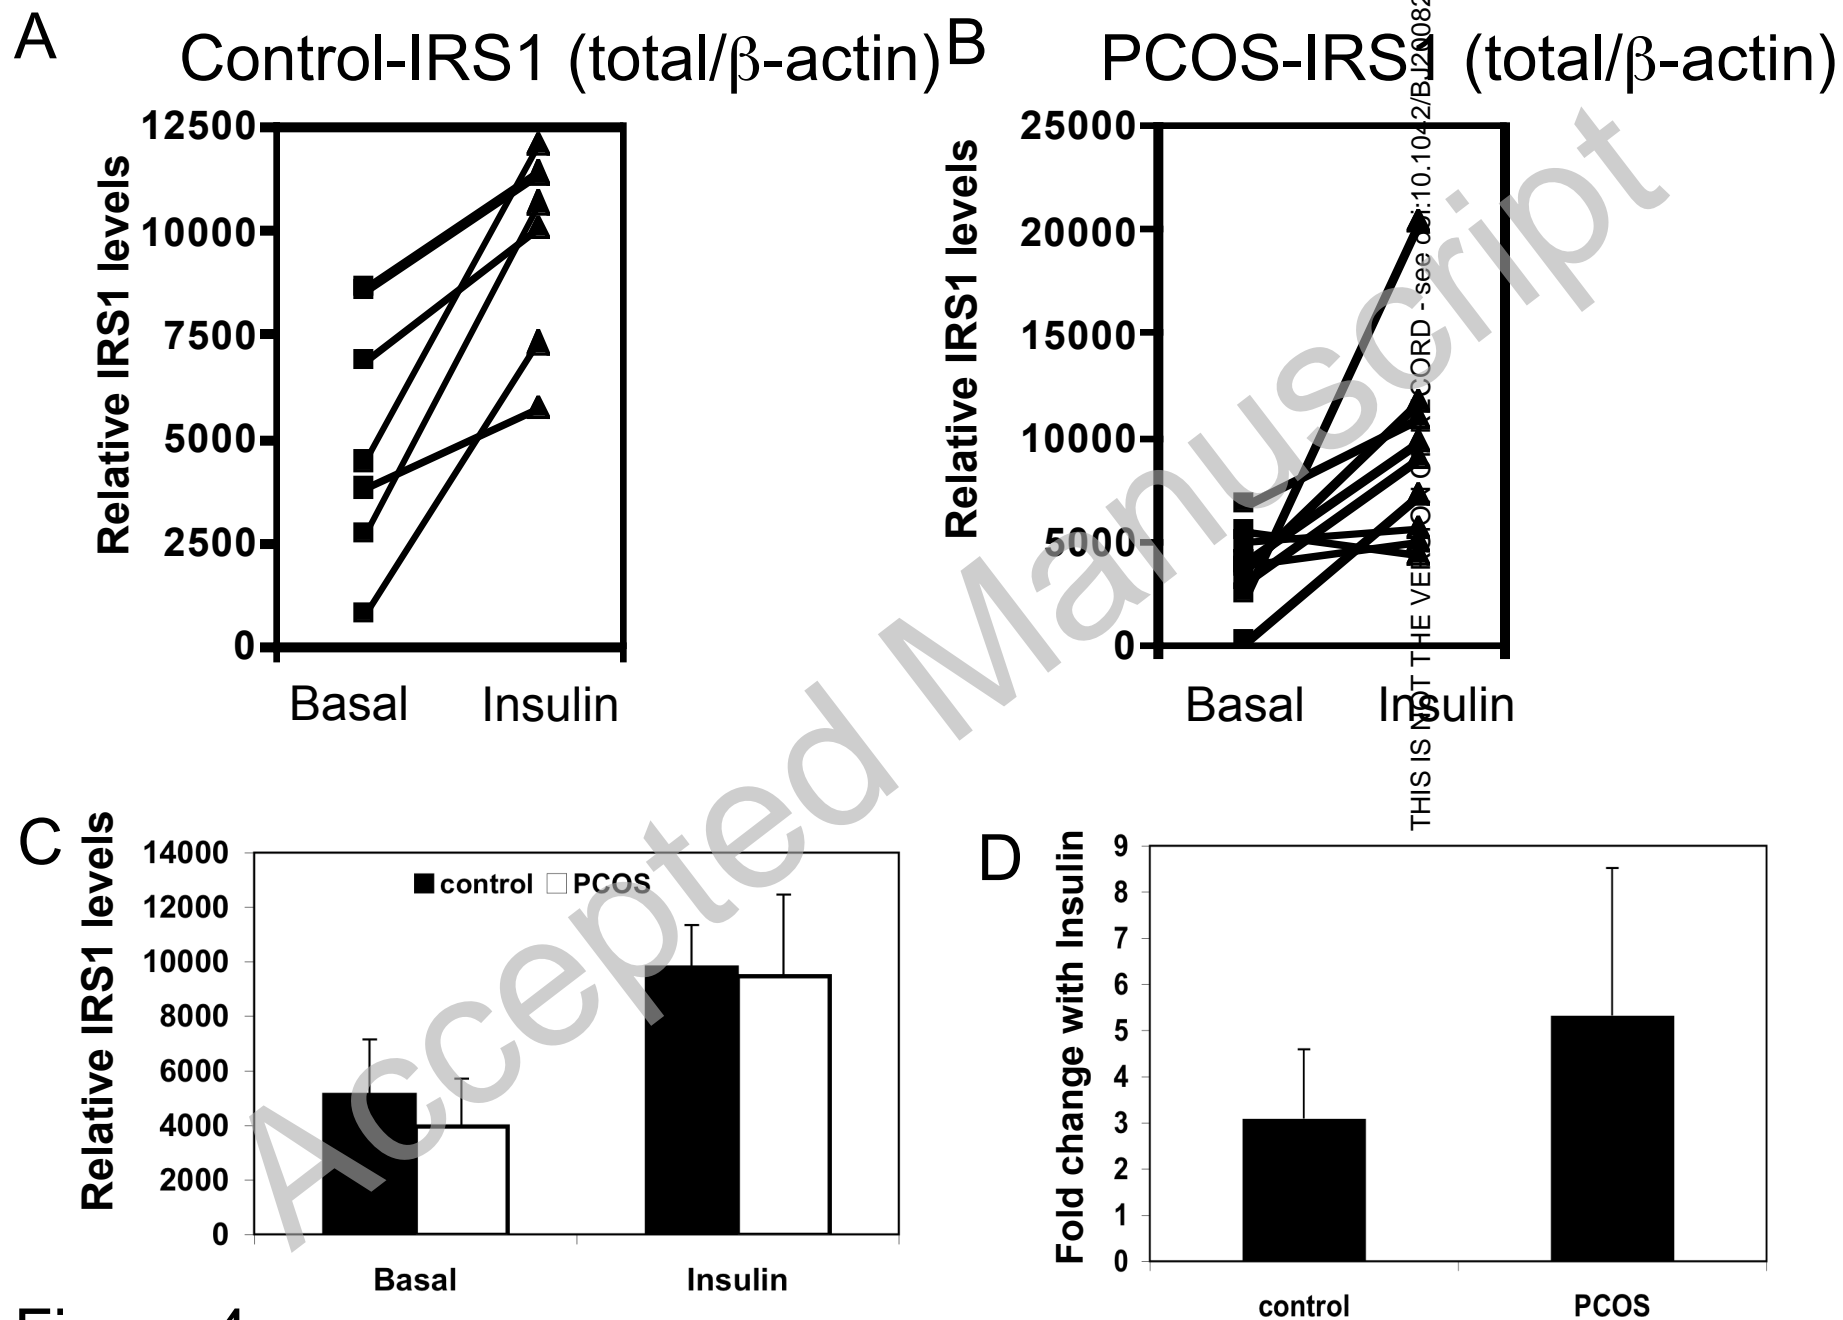 A
Control-IRS1 (total/β-actin)
Relative IRS1 levels
12500
10000
7500
5000
2500
0
Basal Insulin
B
PCOS-IRS1 (total/β-actin)
Relative IRS1 levels
25000
20000
15000
10000
5000
0
Basal Insulin
THIS IS NOT THE VERSION OF RECORD - see doi:10.1042/BJ20082
Accepted Manuscript
C
Relative IRS1 levels
14000
12000
10000
8000
6000
4000
2000
0
control PCOS
Basal Insulin
D
Fold change with Insulin
9
8
7
6
5
4
3
2
1
0
control PCOS